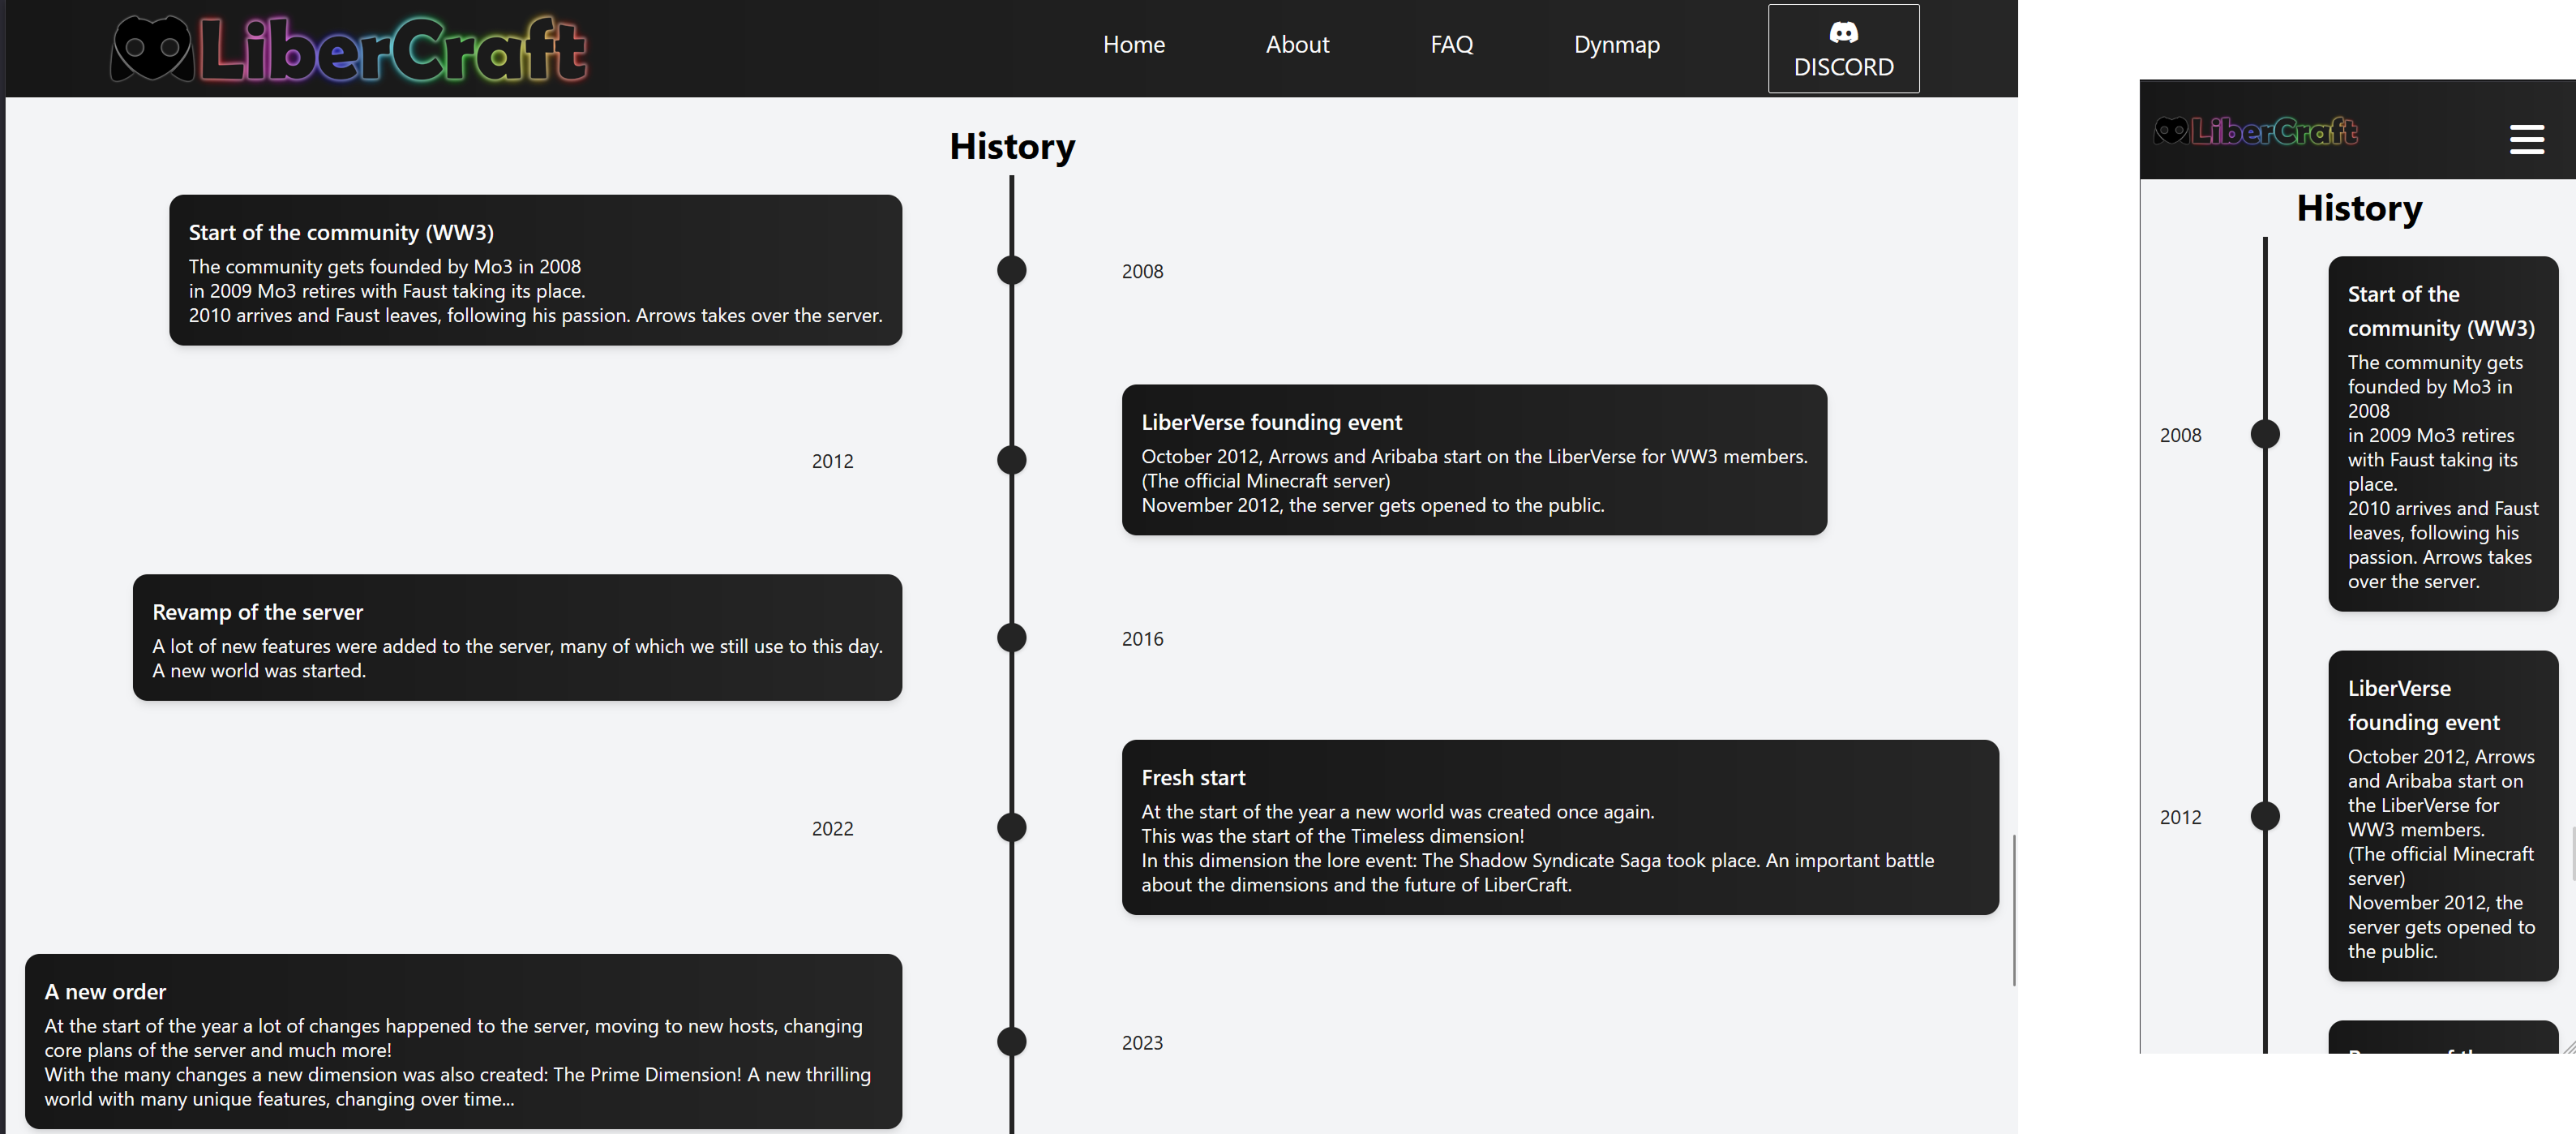 LiberCraft
Home
About
FAQ
Dynmap
DISCORD
History
Start of the community (WW3)
The community gets founded by Mo3 in 2008
in 2009 Mo3 retires with Faust taking its place.
2010 arrives and Faust leaves, following his passion. Arrows takes over the server.
2008
2012
LiberVerse founding event
October 2012, Arrows and Aribaba start on the LiberVerse for WW3 members.
(The official Minecraft server)
November 2012, the server gets opened to the public.
Revamp of the server
A lot of new features were added to the server, many of which we still use to this day.
A new world was started.
2016
2022
Fresh start
At the start of the year a new world was created once again.
This was the start of the Timeless dimension!
In this dimension the lore event: The Shadow Syndicate Saga took place. An important battle
about the dimensions and the future of LiberCraft.
A new order
At the start of the year a lot of changes happened to the server, moving to new hosts, changing
core plans of the server and much more!
With the many changes a new dimension was also created: The Prime Dimension! A new thrilling
world with many unique features, changing over time...
2023
LiberCraft
History
2008
Start of the
community (WW3)
The community gets
founded by Mo3 in
2008
in 2009 Mo3 retires
with Faust taking its
place.
2010 arrives and Faust
leaves, following his
passion. Arrows takes
over the server.
2012
LiberVerse
founding event
October 2012, Arrows
and Aribaba start on
the LiberVerse for
WW3 members.
(The official Minecraft
server)
November 2012, the
server gets opened to
the public.